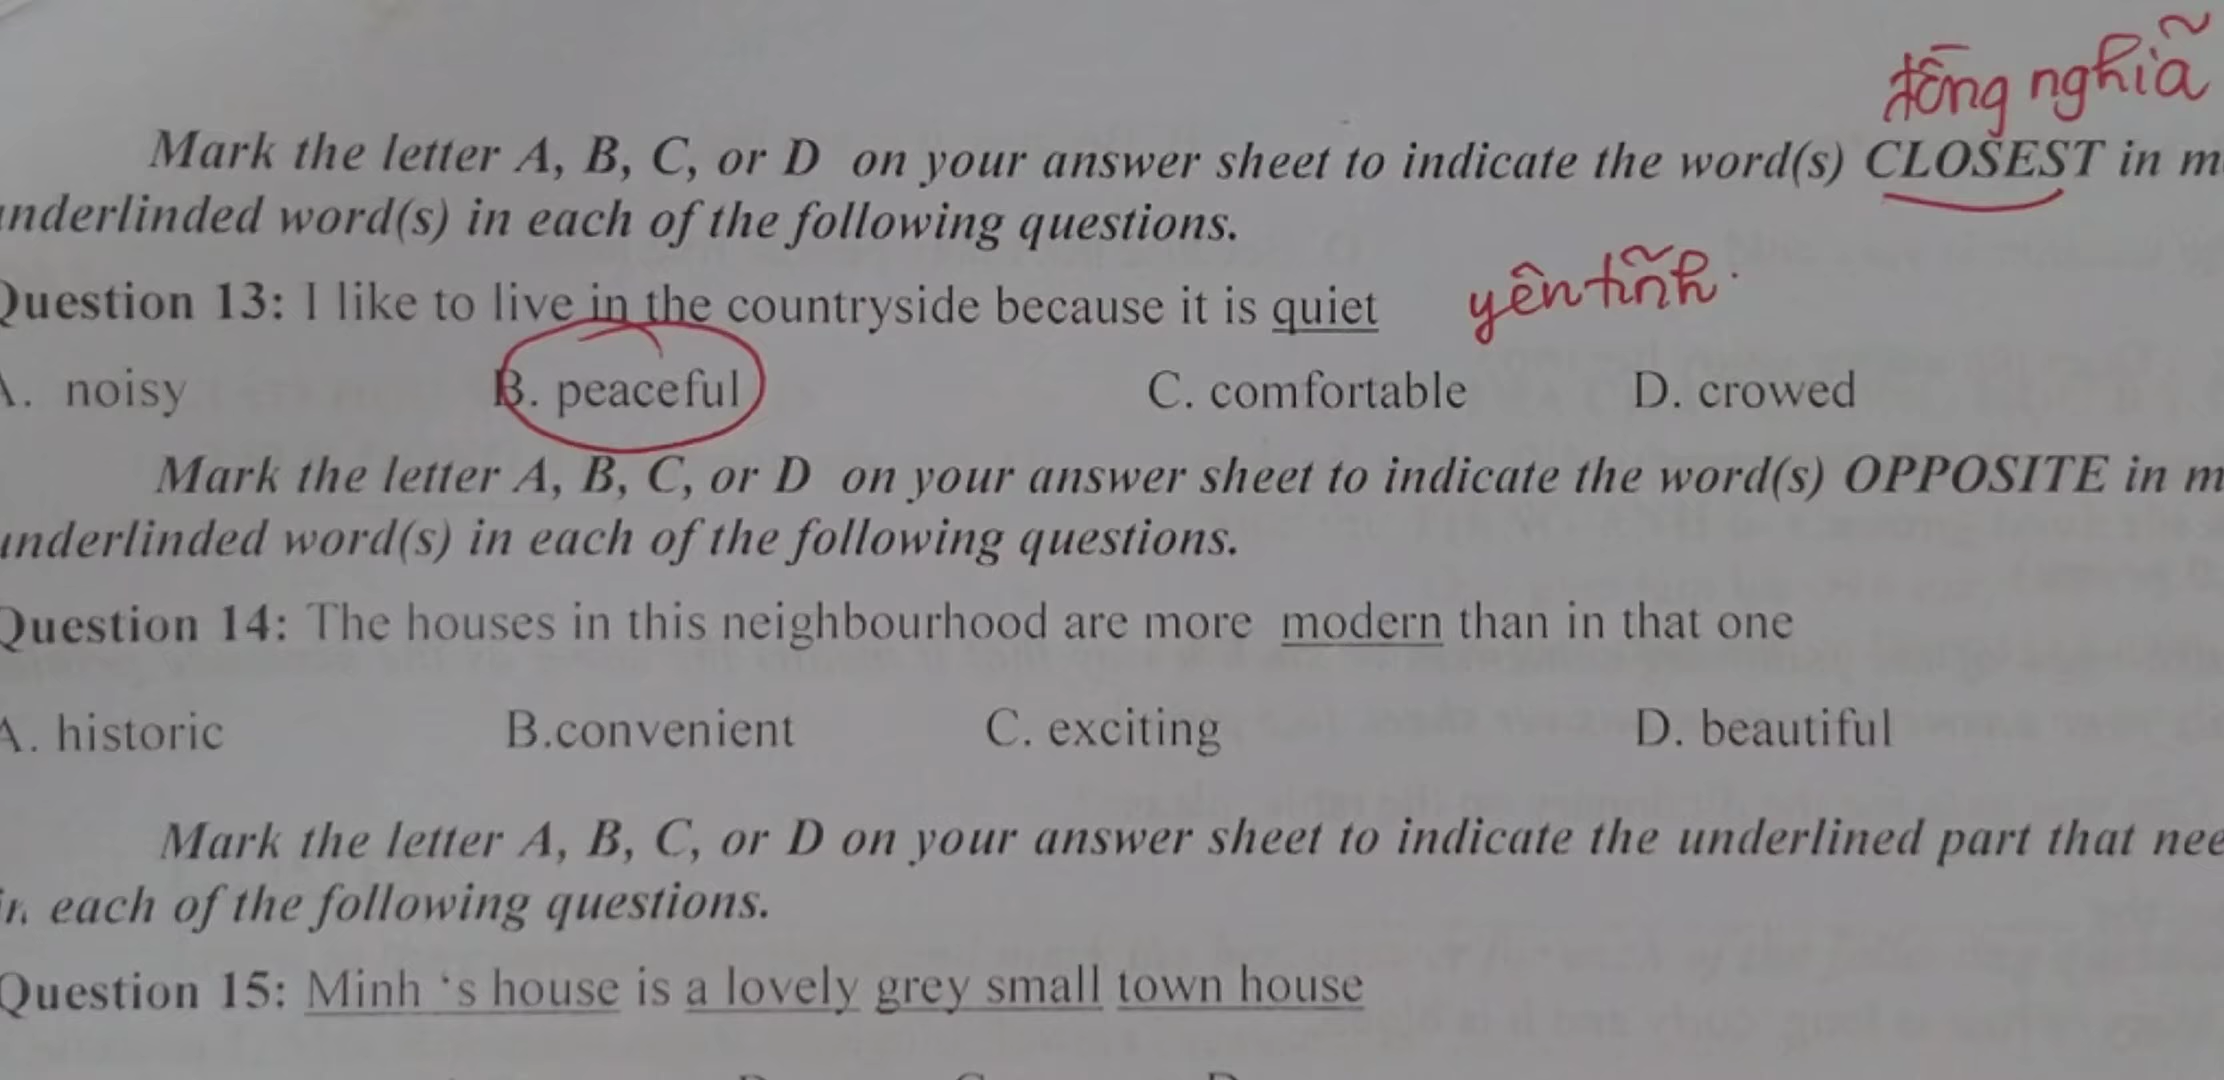 đồng nghĩa
Mark the letter A, B, C, or D on your answer sheet to indicate the word(s) CLOSEST in
underlinded word(s) in each of the following questions.
Question 13: I like to live in the countryside because it is quiet yên tĩnh.
A. noisy B. peaceful C. comfortable D. crowed
Mark the letter A, B, C, or D on your answer sheet to indicate the word(s) OPPOSITE in
underlinded word(s) in each of the following questions.
Question 14: The houses in this neighbourhood are more modern than in that one
A. historic B.convenient C. exciting D. beautiful
Mark the letter A, B, C, or D on your answer sheet to indicate the underlined part that
in each of the following questions.
Question 15: Minh ‘s house is a lovely grey small town house